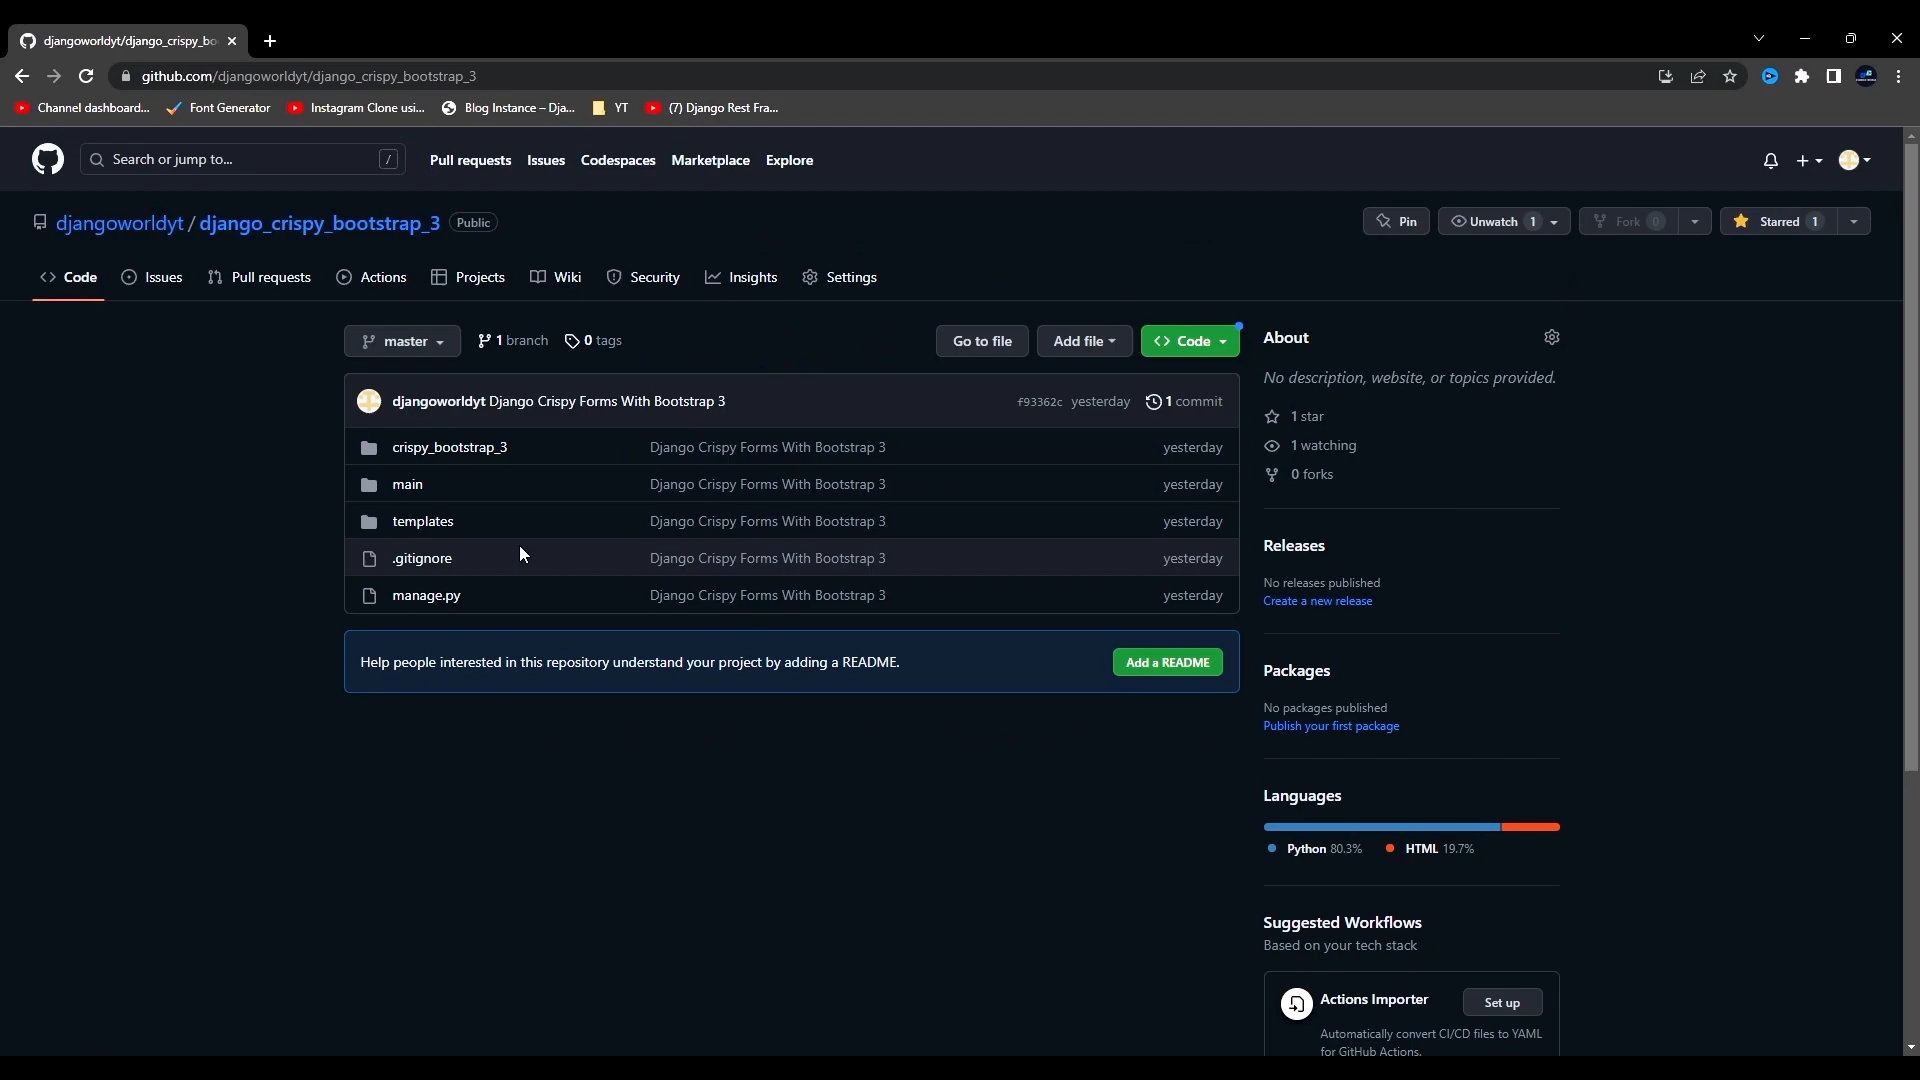 djangoworldyt/django_crispy_bo
github.com/djangoworldyt/django_crispy_bootstrap_3
Channel dashboard... Font Generator Instagram Clone usi... Blog Instance – Dja... YT (7) Django Rest Fra...
Search or jump to... / Pull requests Issues Codespaces Marketplace Explore
djangoworldyt / django_crispy_bootstrap_3 Public Pin Unwatch 1 Fork 0 Starred 1
<> Code Issues Pull requests Actions Projects Wiki Security Insights Settings
master 1 branch 0 tags Go to file Add file <> Code
About
No description, website, or topics provided.
djangoworldyt Django Crispy Forms With Bootstrap 3 f93362c yesterday 1 commit
1 star
crispy_bootstrap_3 Django Crispy Forms With Bootstrap 3 yesterday
1 watching
main Django Crispy Forms With Bootstrap 3 yesterday
0 forks
templates Django Crispy Forms With Bootstrap 3 yesterday
.gitignore Django Crispy Forms With Bootstrap 3 yesterday
manage.py Django Crispy Forms With Bootstrap 3 yesterday
Help people interested in this repository understand your project by adding a README. Add a README
Releases
No releases published
Create a new release
Packages
No packages published
Publish your first package
Languages
Python 80.3% HTML 19.7%
Suggested Workflows
Based on your tech stack
Actions Importer Set up
Automatically convert CI/CD files to YAML
for GitHub Actions.